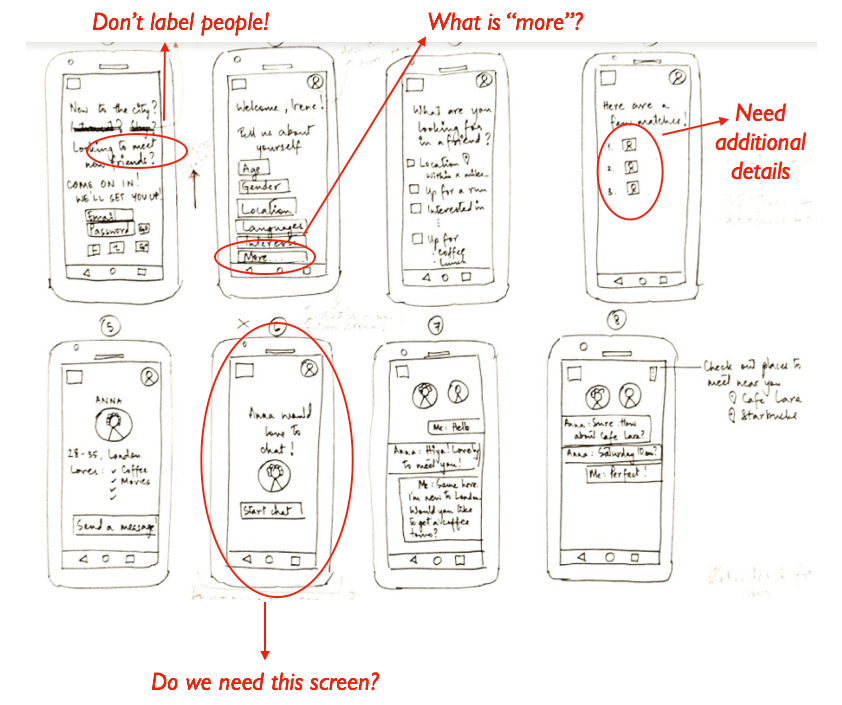 Don't label people!
What is "more"?
New to the city?
Looking to meet
new friends?
COME ON IN!
WE'LL SET YOU UP!
Email
Password
Welcome, Irene!
Tell us about
yourself
Age
Gender
Location
Languages
Interests
More...
What are you
looking for
in a friend?
Location
Within a miles...
Up for a run
Interested in
Up for
coffee
lunch
Here are a
few matches!
1.
2.
3.
Need
additional
details
5
ANNA
28-35, London
Loves: Coffee
Movies
Send a message!
6
Anna would
love to
chat!
Start chat
7
Me: Hello
Anna: Hiya! Lovely
to meet you!
Me: Same here.
I'm new to London
Would you like
to get a coffee
tomo?
8
Anna: Sure. How
about Cafe Lara?
Anna: Saturday 10am?
Me: Perfect!
Check out places to
meet near you
Cafe Lara
Starbucks
Do we need this screen?